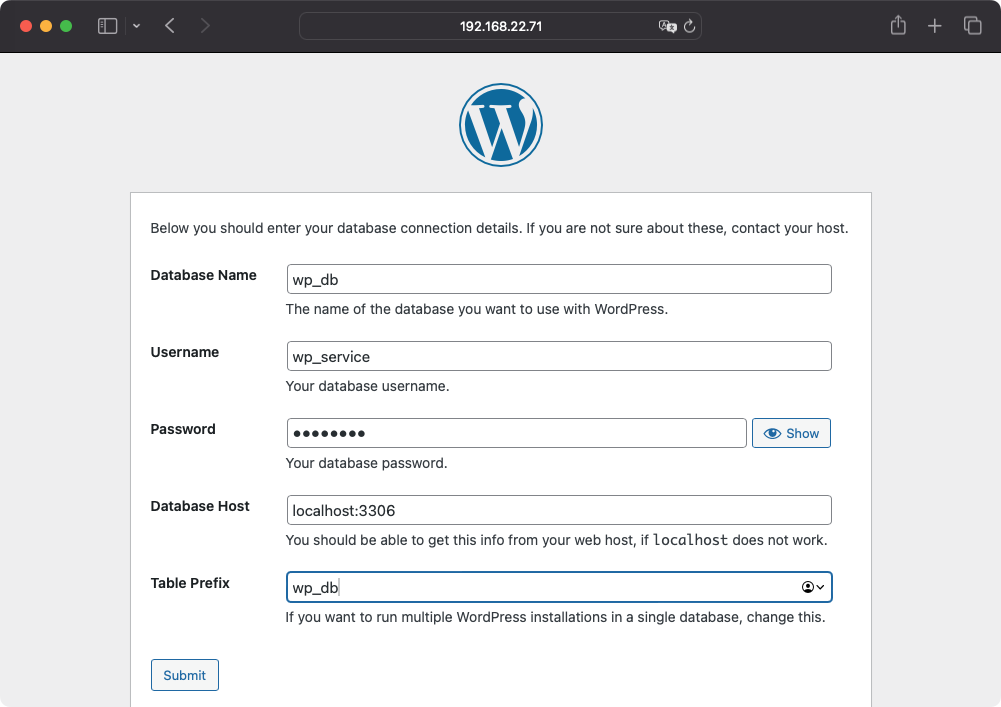 192.168.22.71
Below you should enter your database connection details. If you are not sure about these, contact your host.
Database Name
wp_db
The name of the database you want to use with WordPress.
Username
wp_service
Your database username.
Password
●●●●●●●●
Show
Your database password.
Database Host
localhost:3306
You should be able to get this info from your web host, if localhost does not work.
Table Prefix
wp_db
If you want to run multiple WordPress installations in a single database, change this.
Submit